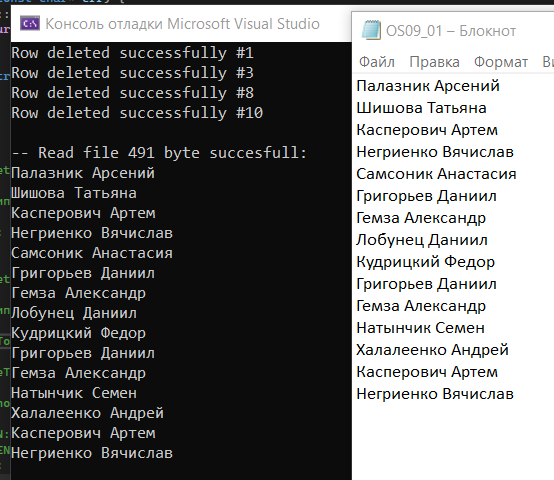 Консоль отладки Microsoft Visual Studio
Row deleted successfully #1
Row deleted successfully #3
Row deleted successfully #8
Row deleted successfully #10
-- Read file 491 byte succesfull:
Палазник Арсений
Шишова Татьяна
Касперович Артем
Негриенко Вячислав
Самсоник Анастасия
Григорьев Даниил
Гемза Александр
Лобунец Даниил
Кудрицкий Федор
Григорьев Даниил
Гемза Александр
Натынчик Семен
Халалеенко Андрей
Касперович Артем
Негриенко Вячислав
OS09_01 – Блокнот
Файл Правка Формат
Палазник Арсений
Шишова Татьяна
Касперович Артем
Негриенко Вячислав
Самсоник Анастасия
Григорьев Даниил
Гемза Александр
Лобунец Даниил
Кудрицкий Федор
Григорьев Даниил
Гемза Александр
Натынчик Семен
Халалеенко Андрей
Касперович Артем
Негриенко Вячислав